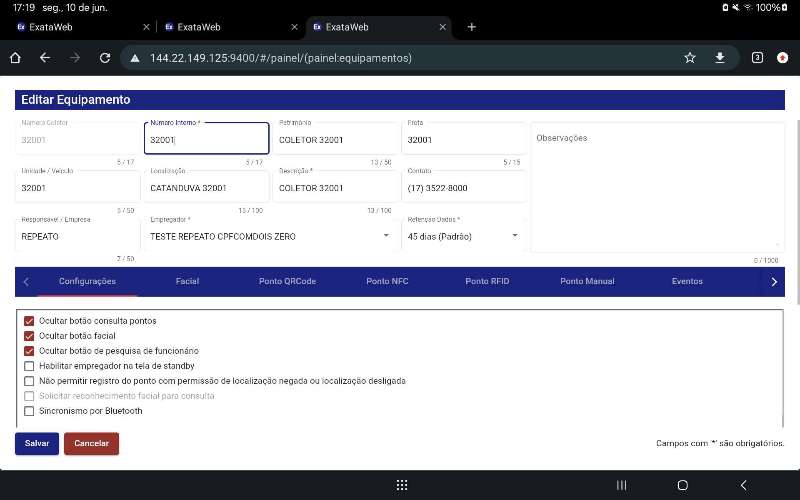 17:19 seg., 10 de jun. 100%
ExataWeb
ExataWeb
ExataWeb
144.22.149.125:9400/#/painel/(painel:equipamentos) 3
Editar Equipamento
Número Coletor Número Interno * Patrimônio Frota
32001 32001 COLETOR 32001 32001 Observações
5 / 17 5 / 17 13 / 50 5 / 15
Unidade / Veículo Localização Descrição * Contato
32001 CATANDUVA 32001 COLETOR 32001 (17) 3522-8000
5 / 50 15 / 100 13 / 100
Responsável / Empresa Empregador * Retenção Dados *
REPEATO TESTE REPEATO CPFCOMDOIS ZERO 45 dias (Padrão)
7 / 50 0 / 1000
Configurações Facial Ponto QRCode Ponto NFC Ponto RFID Ponto Manual Eventos
Ocultar botão consulta pontos
Ocultar botão facial
Ocultar botão de pesquisa de funcionário
Habilitar empregador na tela de standby
Não permitir registro do ponto com permissão de localização negada ou localização desligada
Solicitar reconhecimento facial para consulta
Sincronismo por Bluetooth
Salvar Cancelar Campos com '*' são obrigatórios.